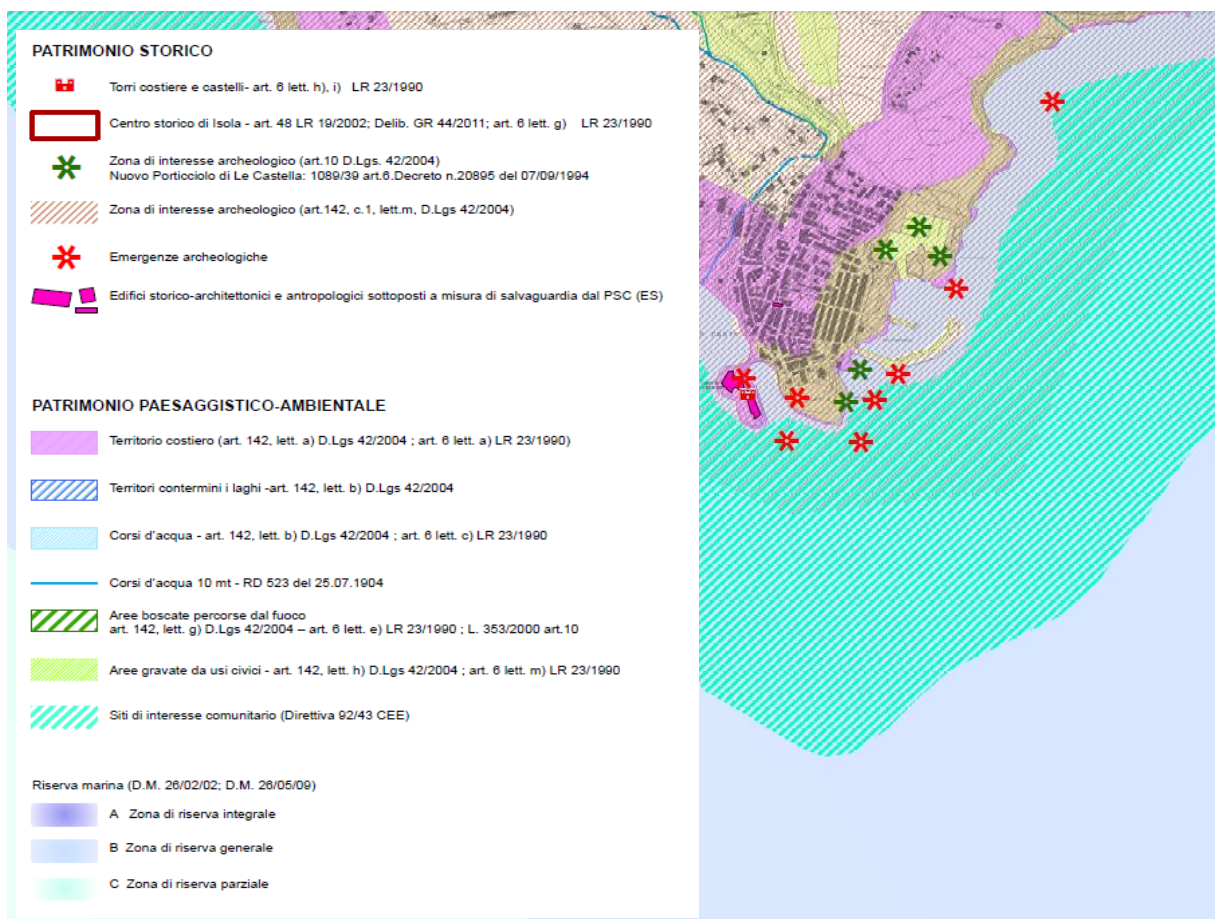 PATRIMONIO STORICO
Torri costiere e castelli- art. 6 lett. h), i) LR 23/1990
Centro storico di Isola - art. 48 LR 19/2002; Delib. GR 44/2011; art. 6 lett. g) LR 23/1990
Zona di interesse archeologico (art.10 D.Lgs. 42/2004)
Nuovo Porticciolo di Le Castella: 1089/39 art.6.Decreto n.20895 del 07/09/1994
Zona di interesse archeologico (art.142, c.1, lett.m, D.Lgs 42/2004)
Emergenze archeologiche
Edifici storico-architettonici e antropologici sottoposti a misura di salvaguardia dal PSC (ES)
PATRIMONIO PAESAGGISTICO-AMBIENTALE
Territorio costiero (art. 142, lett. a) D.Lgs 42/2004 ; art. 6 lett. a) LR 23/1990)
Territori contermini i laghi -art. 142, lett. b) D.Lgs 42/2004
Corsi d'acqua - art. 142, lett. b) D.Lgs 42/2004 ; art. 6 lett. c) LR 23/1990
Corsi d'acqua 10 mt - RD 523 del 25.07.1904
Aree boscate percorse dal fuoco
art. 142, lett. g) D.Lgs 42/2004 – art. 6 lett. e) LR 23/1990 ; L. 353/2000 art.10
Aree gravate da usi civici - art. 142, lett. h) D.Lgs 42/2004 ; art. 6 lett. m) LR 23/1990
Siti di interesse comunitario (Direttiva 92/43 CEE)
Riserva marina (D.M. 26/02/02; D.M. 26/05/09)
A Zona di riserva integrale
B Zona di riserva generale
C Zona di riserva parziale